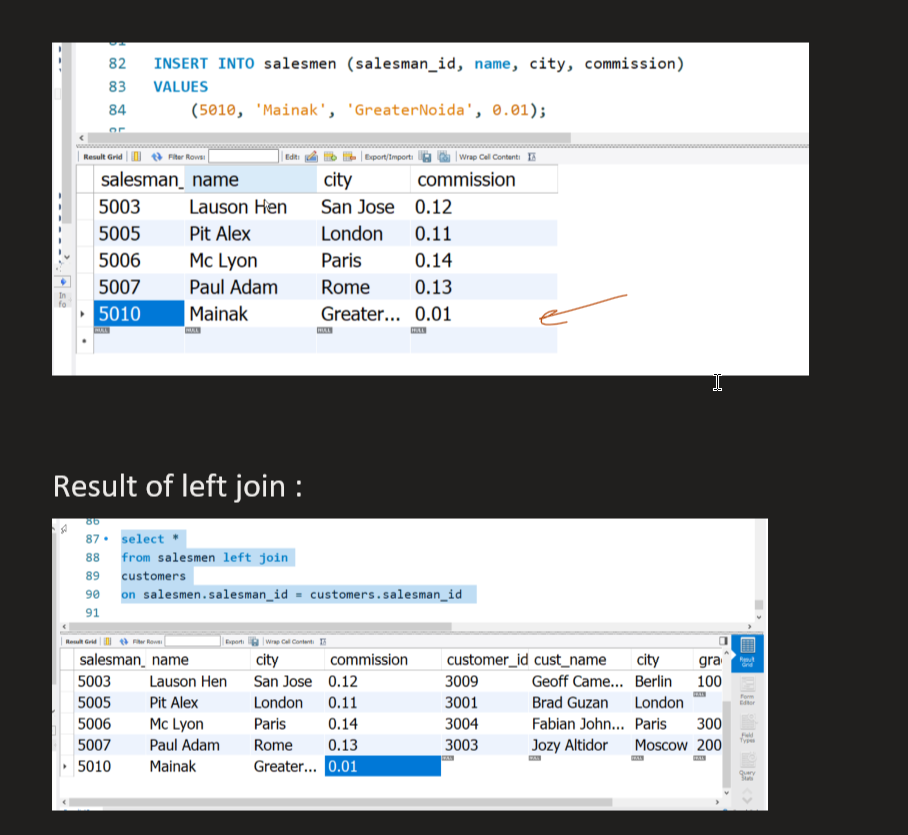 82 INSERT INTO salesmen (salesman_id, name, city, commission)
83 VALUES
84 (5010, 'Mainak', 'GreaterNoida', 0.01);
Result Grid Filter Rows: Edit: Export/Import: Wrap Cell Content:
salesman_ name city commission
5003 Lauson Hen San Jose 0.12
5005 Pit Alex London 0.11
5006 Mc Lyon Paris 0.14
5007 Paul Adam Rome 0.13
5010 Mainak Greater... 0.01
NULL NULL NULL NULL
In
fo
Result of left join :
86
87 select *
88 from salesmen left join
89 customers
90 on salesmen.salesman_id = customers.salesman_id
91
Result Grid Filter Rows: Export: Wrap Cell Content:
salesman_ name city commission customer_id cust_name city gra
5003 Lauson Hen San Jose 0.12 3009 Geoff Came... Berlin 100
5005 Pit Alex London 0.11 3001 Brad Guzan London NULL
5006 Mc Lyon Paris 0.14 3004 Fabian John... Paris 300
5007 Paul Adam Rome 0.13 3003 Jozy Altidor Moscow 200
5010 Mainak Greater... 0.01 NULL NULL NULL NULL
Result
Grid
Form
Editor
Field
Types
Query
Stats